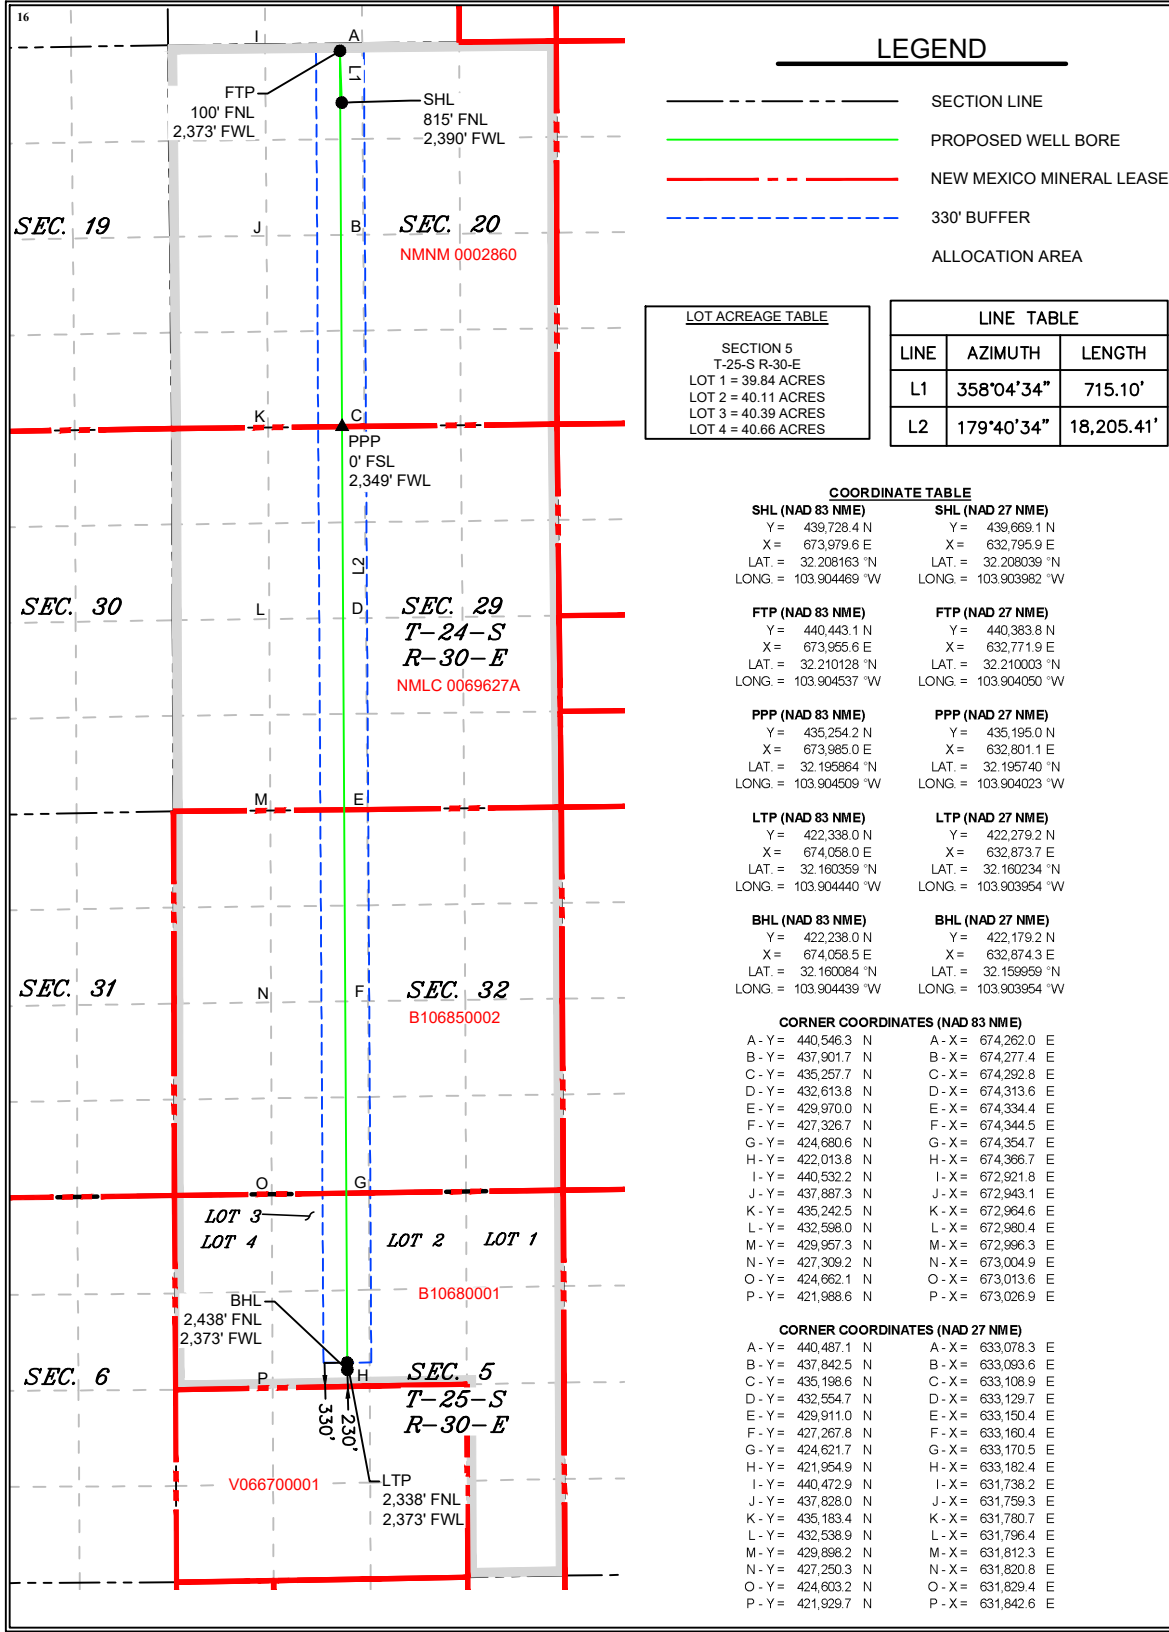 16
I A
L1
FTP
100' FNL
2,373' FWL
SHL
815' FNL
2,390' FWL
SEC. 19
J B
SEC. 20
NMNM 0002860
K C
PPP
0' FSL
2,349' FWL
L2
SEC. 30
L D
SEC. 29
T-24-S
R-30-E
NMLC 0069627A
M E
SEC. 31
N F
SEC. 32
B106850002
O G
LOT 3
LOT 4
LOT 2 LOT 1
B10680001
BHL
2,438' FNL
2,373' FWL
SEC. 6
P H
SEC. 5
T-25-S
R-30-E
330'
230'
V066700001
LTP
2,338' FNL
2,373' FWL
LEGEND
SECTION LINE
PROPOSED WELL BORE
NEW MEXICO MINERAL LEASE
330' BUFFER
ALLOCATION AREA
LOT ACREAGE TABLE
SECTION 5
T-25-S R-30-E
LOT 1 = 39.84 ACRES
LOT 2 = 40.11 ACRES
LOT 3 = 40.39 ACRES
LOT 4 = 40.66 ACRES
LINE TABLE
LINE AZIMUTH LENGTH
L1 358°04'34" 715.10'
L2 179°40'34" 18,205.41'
COORDINATE TABLE
SHL (NAD 83 NME) SHL (NAD 27 NME)
Y = 439,728.4 N Y = 439,669.1 N
X = 673,979.6 E X = 632,795.9 E
LAT. = 32.208163 °N LAT. = 32.208039 °N
LONG. = 103.904469 °W LONG. = 103.903982 °W
FTP (NAD 83 NME) FTP (NAD 27 NME)
Y = 440,443.1 N Y = 440,383.8 N
X = 673,955.6 E X = 632,771.9 E
LAT. = 32.210128 °N LAT. = 32.210003 °N
LONG. = 103.904537 °W LONG. = 103.904050 °W
PPP (NAD 83 NME) PPP (NAD 27 NME)
Y = 435,254.2 N Y = 435,195.0 N
X = 673,985.0 E X = 632,801.1 E
LAT. = 32.195864 °N LAT. = 32.195740 °N
LONG. = 103.904509 °W LONG. = 103.904023 °W
LTP (NAD 83 NME) LTP (NAD 27 NME)
Y = 422,338.0 N Y = 422,279.2 N
X = 674,058.0 E X = 632,873.7 E
LAT. = 32.160359 °N LAT. = 32.160234 °N
LONG. = 103.904440 °W LONG. = 103.903954 °W
BHL (NAD 83 NME) BHL (NAD 27 NME)
Y = 422,238.0 N Y = 422,179.2 N
X = 674,058.5 E X = 632,874.3 E
LAT. = 32.160084 °N LAT. = 32.159959 °N
LONG. = 103.904439 °W LONG. = 103.903954 °W
CORNER COORDINATES (NAD 83 NME)
A - Y = 440,546.3 N A - X = 674,262.0 E
B - Y = 437,901.7 N B - X = 674,277.4 E
C - Y = 435,257.7 N C - X = 674,292.8 E
D - Y = 432,613.8 N D - X = 674,313.6 E
E - Y = 429,970.0 N E - X = 674,334.4 E
F - Y = 427,326.7 N F - X = 674,344.5 E
G - Y = 424,680.6 N G - X = 674,354.7 E
H - Y = 422,013.8 N H - X = 674,366.7 E
I - Y = 440,532.2 N I - X = 672,921.8 E
J - Y = 437,887.3 N J - X = 672,943.1 E
K - Y = 435,242.5 N K - X = 672,964.6 E
L - Y = 432,598.0 N L - X = 672,980.4 E
M - Y = 429,957.3 N M - X = 672,996.3 E
N - Y = 427,309.2 N N - X = 673,004.9 E
O - Y = 424,662.1 N O - X = 673,013.6 E
P - Y = 421,988.6 N P - X = 673,026.9 E
CORNER COORDINATES (NAD 27 NME)
A - Y = 440,487.1 N A - X = 633,078.3 E
B - Y = 437,842.5 N B - X = 633,093.6 E
C - Y = 435,198.6 N C - X = 633,108.9 E
D - Y = 432,554.7 N D - X = 633,129.7 E
E - Y = 429,911.0 N E - X = 633,150.4 E
F - Y = 427,267.8 N F - X = 633,160.4 E
G - Y = 424,621.7 N G - X = 633,170.5 E
H - Y = 421,954.9 N H - X = 633,182.4 E
I - Y = 440,472.9 N I - X = 631,738.2 E
J - Y = 437,828.0 N J - X = 631,759.3 E
K - Y = 435,183.4 N K - X = 631,780.7 E
L - Y = 432,538.9 N L - X = 631,796.4 E
M - Y = 429,898.2 N M - X = 631,812.3 E
N - Y = 427,250.3 N N - X = 631,820.8 E
O - Y = 424,603.2 N O - X = 631,829.4 E
P - Y = 421,929.7 N P - X = 631,842.6 E